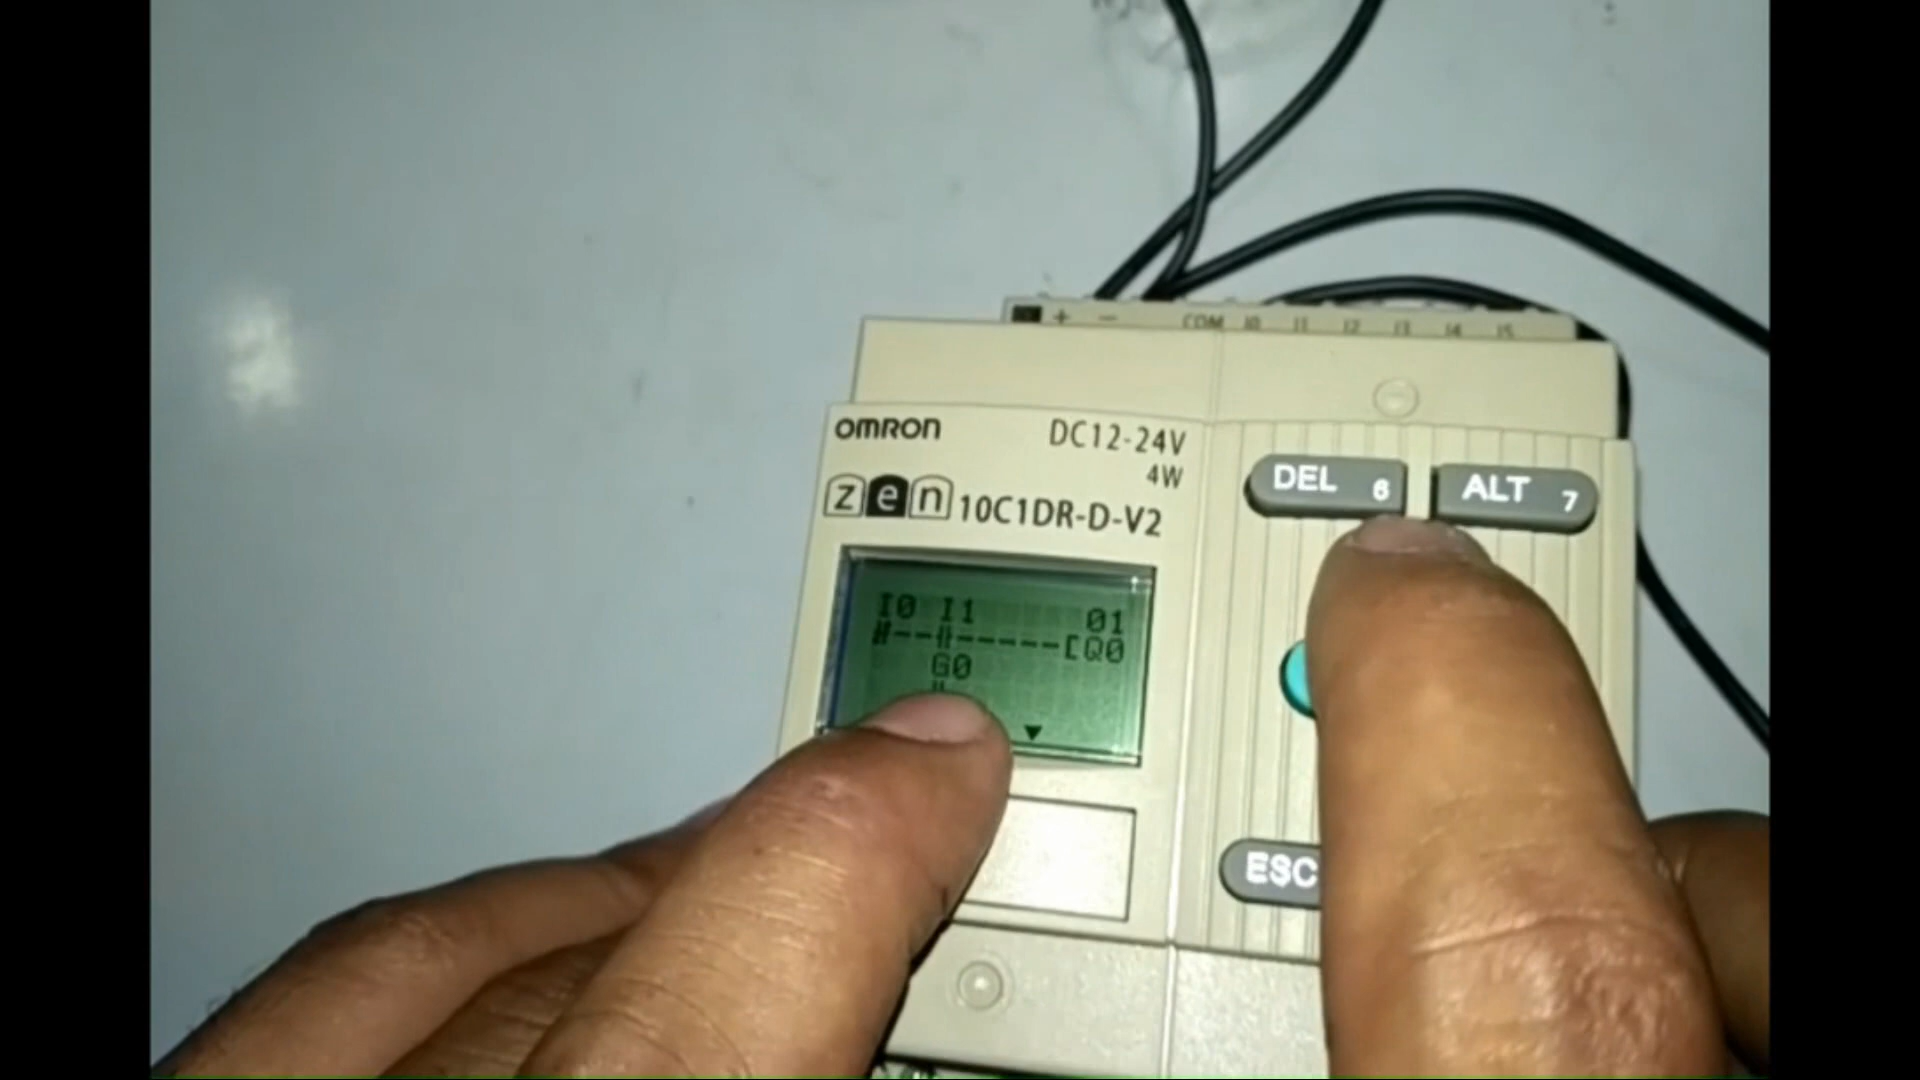 + − COM I0 I1 I2 I3 I4 I5
OMRON
DC12-24V
4W
zen 10C1DR-D-V2
DEL 6
ALT 7
I0 I1 01
[Q0
G0
ESC